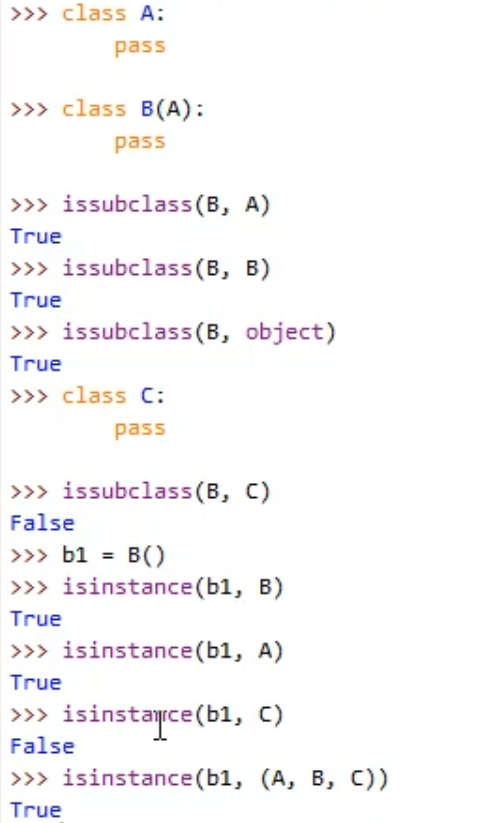 >>> class A:
        pass

>>> class B(A):
        pass

>>> issubclass(B, A)
True
>>> issubclass(B, B)
True
>>> issubclass(B, object)
True
>>> class C:
        pass

>>> issubclass(B, C)
False
>>> b1 = B()
>>> isinstance(b1, B)
True
>>> isinstance(b1, A)
True
>>> isinstance(b1, C)
False
>>> isinstance(b1, (A, B, C))
True